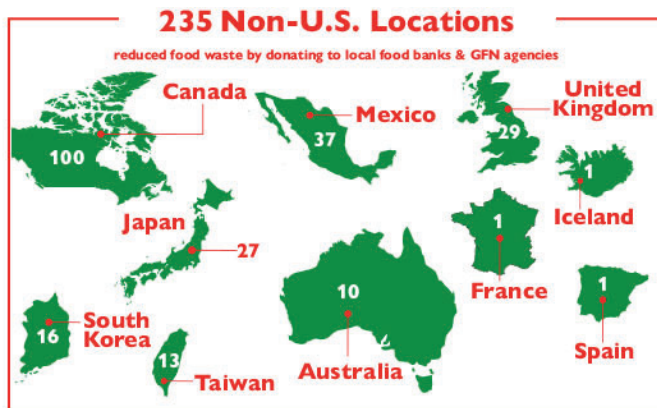 235 Non-U.S. Locations
reduced food waste by donating to local food banks & GFN agencies
Canada
100
Mexico
37
United
Kingdom
29
1
Iceland
Japan
27
1
France
10
Australia
1
Spain
South
Korea
16
13
Taiwan